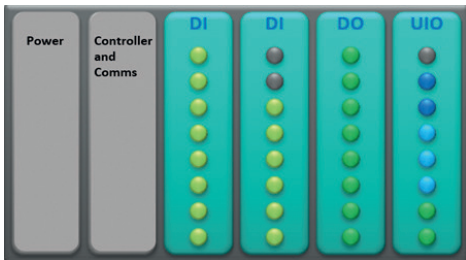 Power
Controller
and
Comms
DI
DI
DO
UIO